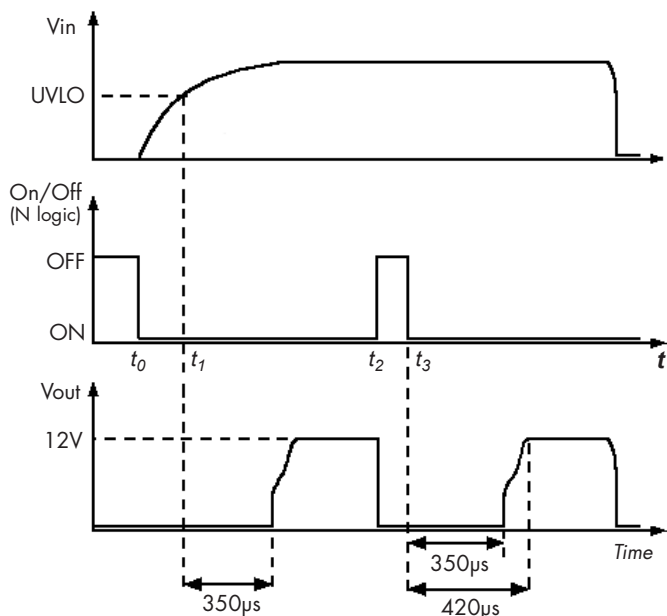 Vin
UVLO
On/Off
(N logic)
OFF
ON
t0 t1 t2 t3 t
Vout
12V
Time
350µs
350µs
420µs